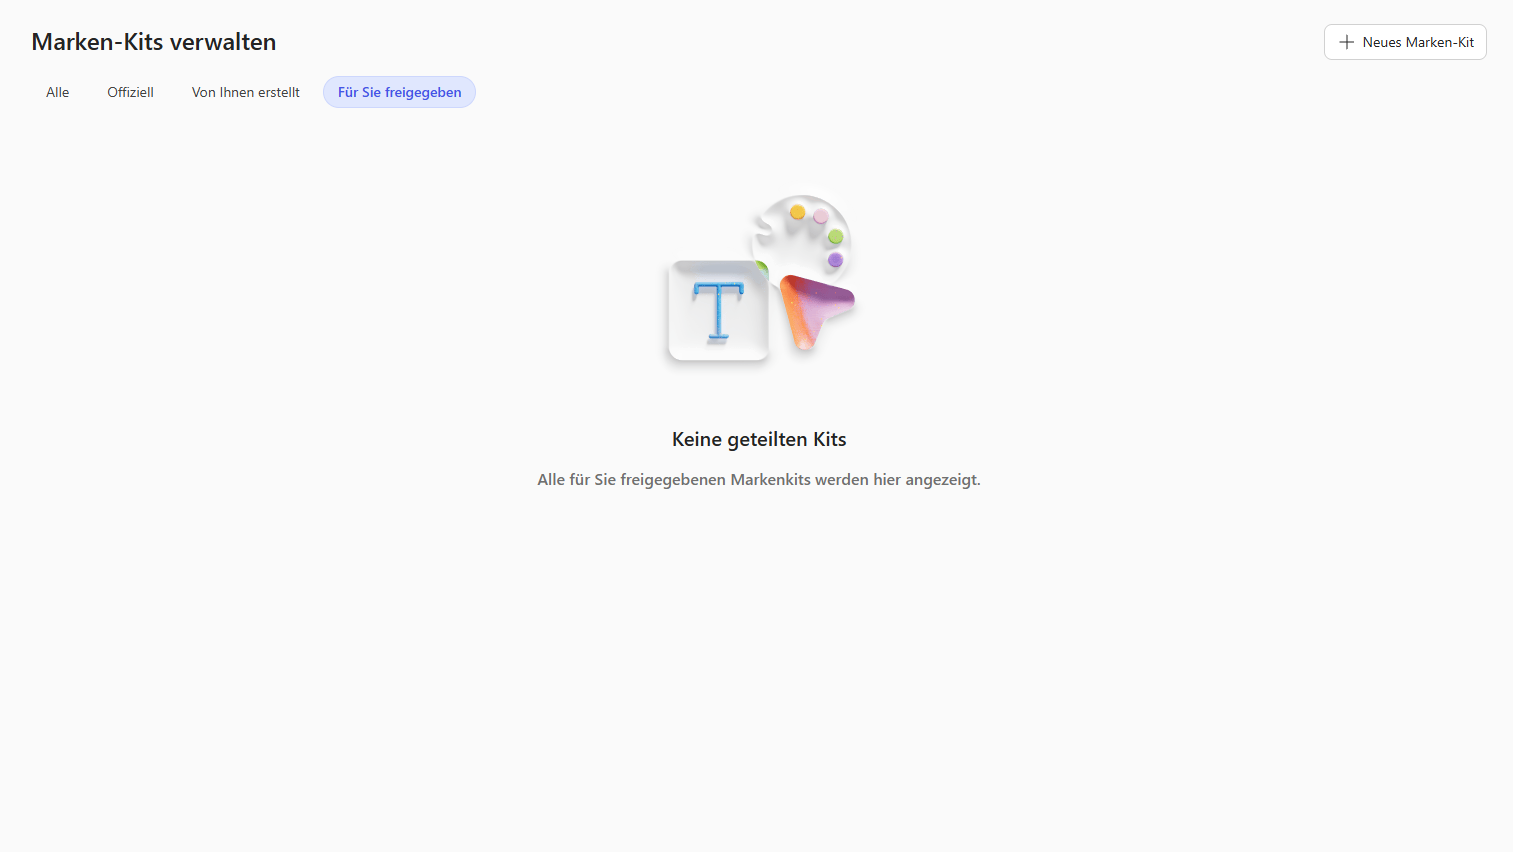 Marken-Kits verwalten
Neues Marken-Kit
Alle
Offiziell
Von Ihnen erstellt
Für Sie freigegeben
T
Keine geteilten Kits
Alle für Sie freigegebenen Markenkits werden hier angezeigt.